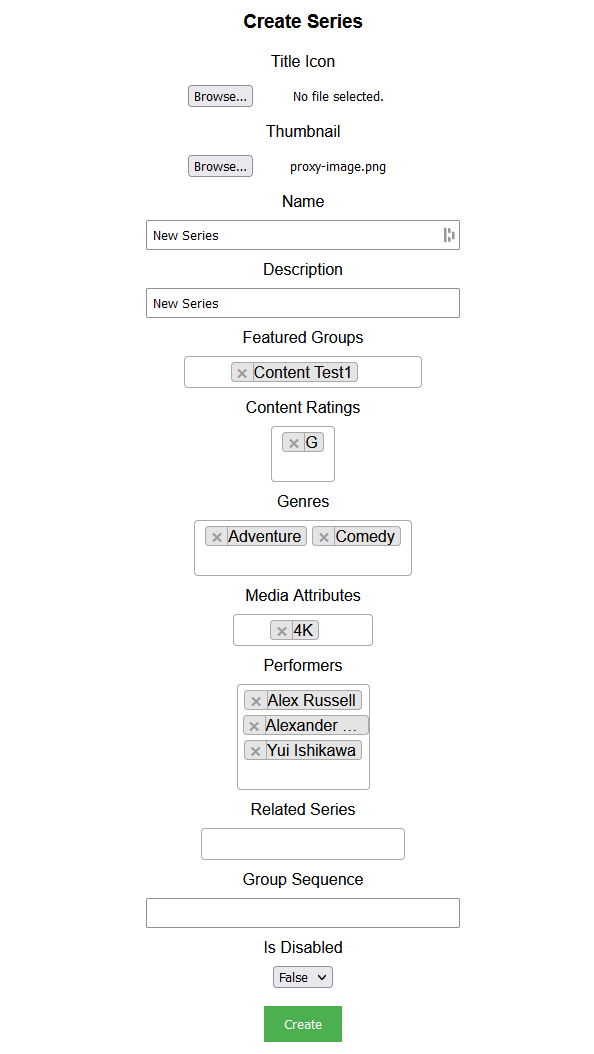 Create Series
Title Icon
Browse... No file selected.
Thumbnail
Browse... proxy-image.png
Name
New Series
Description
New Series
Featured Groups
× Content Test1
Content Ratings
× G
Genres
× Adventure × Comedy
Media Attributes
× 4K
Performers
× Alex Russell
× Alexander ...
× Yui Ishikawa
Related Series
Group Sequence
Is Disabled
False
Create